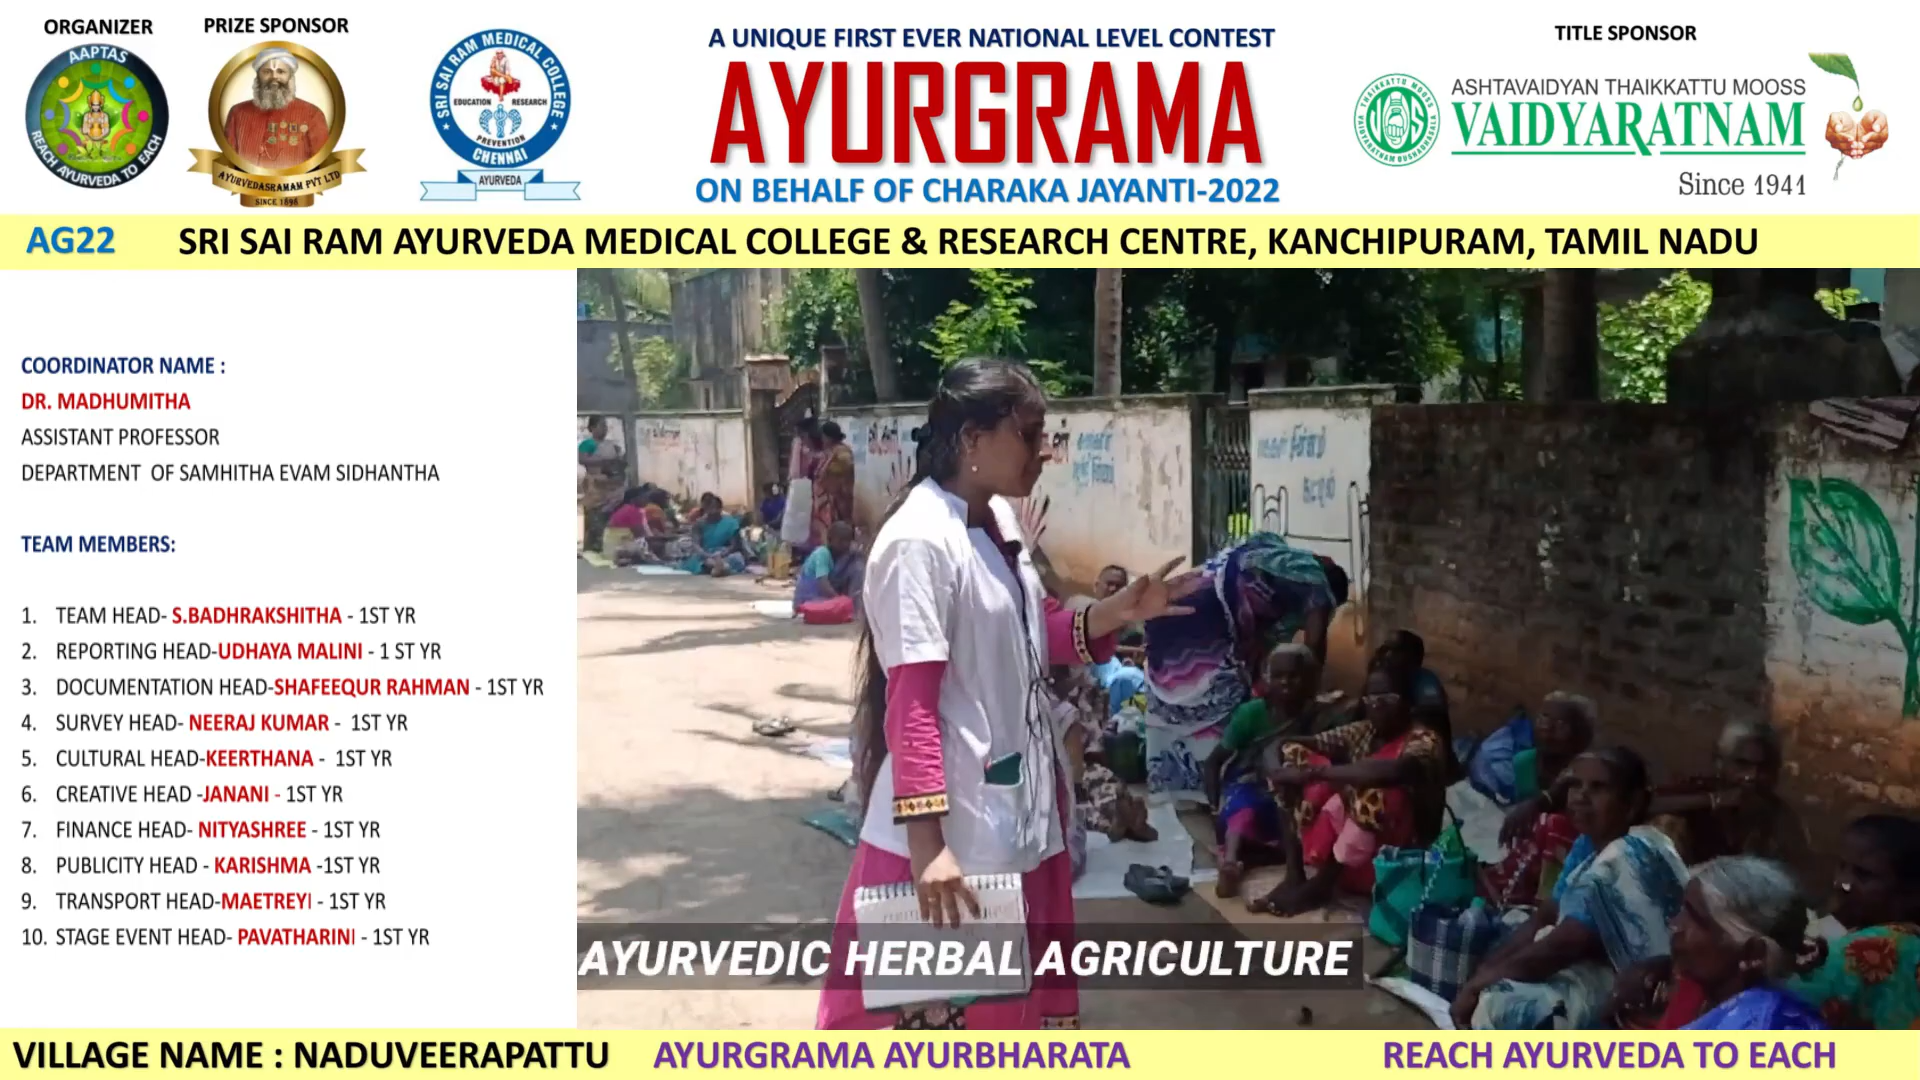 ORGANIZER
AAPTAS
REACH AYURVEDA TO EACH
PRIZE SPONSOR
AYURVEDASRAMAM PVT LTD
SINCE 1898
SRI SAI RAM MEDICAL COLLEGE
EDUCATION RESEARCH
PREVENTION
CHENNAI
AYURVEDA
A UNIQUE FIRST EVER NATIONAL LEVEL CONTEST
AYURGRAMA
ON BEHALF OF CHARAKA JAYANTI-2022
TITLE SPONSOR
THAIKKATTU MOOSS
VAIDYARATNAM OUSHADHASALA
ASHTAVAIDYAN THAIKKATTU MOOSS
VAIDYARATNAM
Since 1941
AG22 SRI SAI RAM AYURVEDA MEDICAL COLLEGE & RESEARCH CENTRE, KANCHIPURAM, TAMIL NADU
COORDINATOR NAME :
DR. MADHUMITHA
ASSISTANT PROFESSOR
DEPARTMENT OF SAMHITHA EVAM SIDHANTHA
TEAM MEMBERS:
1. TEAM HEAD- S.BADHRAKSHITHA - 1ST YR
2. REPORTING HEAD-UDHAYA MALINI - 1 ST YR
3. DOCUMENTATION HEAD-SHAFEEQUR RAHMAN - 1ST YR
4. SURVEY HEAD- NEERAJ KUMAR - 1ST YR
5. CULTURAL HEAD-KEERTHANA - 1ST YR
6. CREATIVE HEAD -JANANI - 1ST YR
7. FINANCE HEAD- NITYASHREE - 1ST YR
8. PUBLICITY HEAD - KARISHMA -1ST YR
9. TRANSPORT HEAD-MAETREYI - 1ST YR
10. STAGE EVENT HEAD- PAVATHARINI - 1ST YR
AYURVEDIC HERBAL AGRICULTURE
VILLAGE NAME : NADUVEERAPATTU AYURGRAMA AYURBHARATA REACH AYURVEDA TO EACH